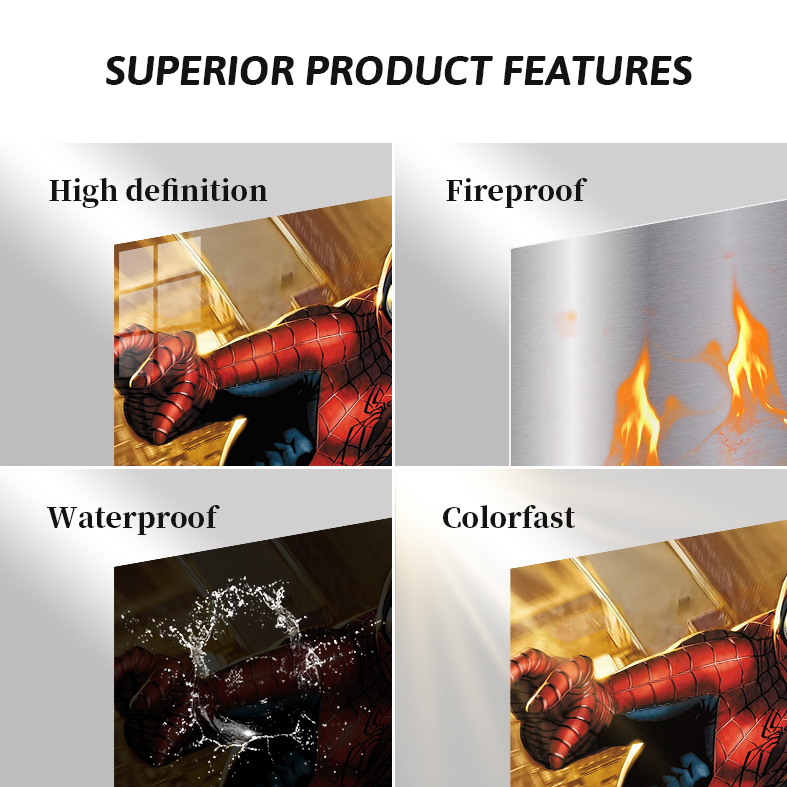 SUPERIOR PRODUCT FEATURES
High definition
Fireproof
Waterproof
Colorfast